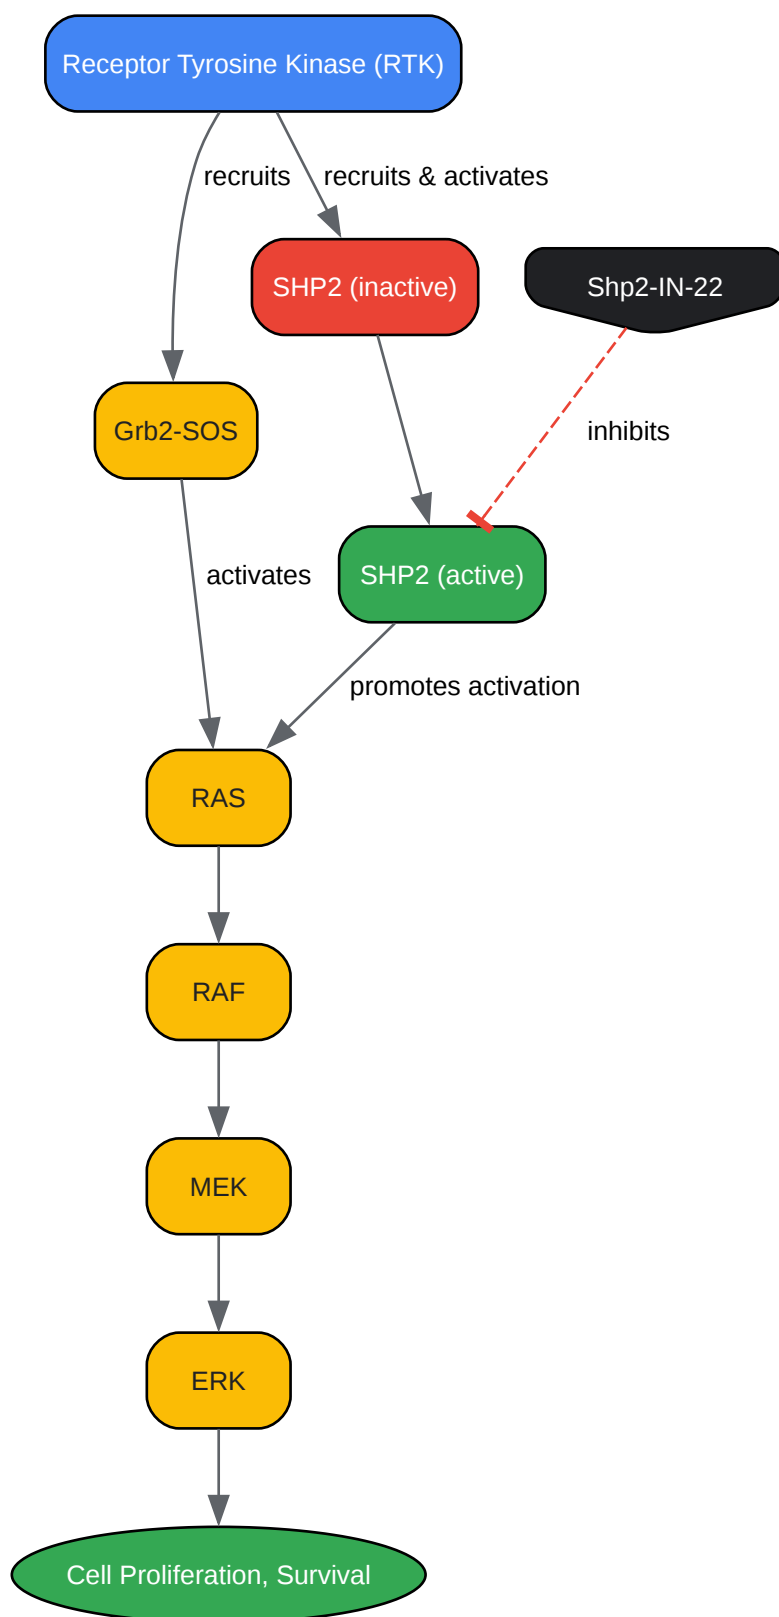 Receptor Tyrosine Kinase (RTK)
recruits
recruits & activates
SHP2 (inactive)
Shp2-IN-22
Grb2-SOS
inhibits
activates
SHP2 (active)
promotes activation
RAS
RAF
MEK
ERK
Cell Proliferation, Survival